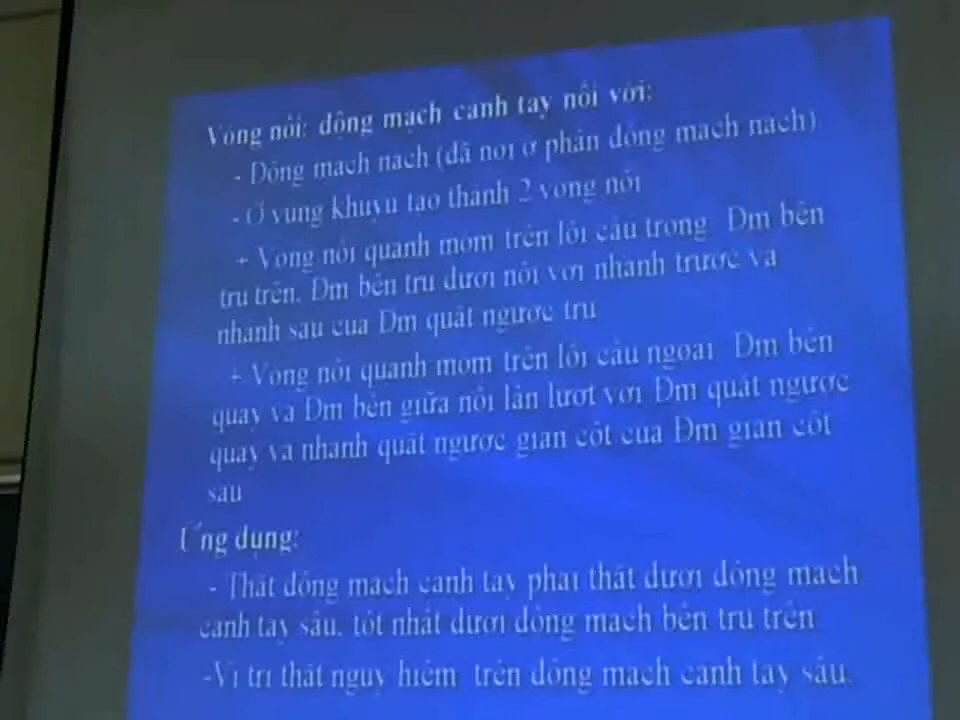 Vòng nối: động mạch cánh tay nối với:
- Động mạch nách (đã nói ở phần động mạch nách)
- Ở vùng khuỷu tạo thành 2 vòng nối
+ Vòng nối quanh mỏm trên lồi cầu trong: Đm bên
trụ trên, Đm bên trụ dưới nối với nhánh trước và
nhánh sau của Đm quặt ngược trụ
+ Vòng nối quanh mỏm trên lồi cầu ngoài: Đm bên
quay và Đm bên giữa nối lần lượt với Đm quặt ngược
quay và nhánh quặt ngược gian cốt của Đm gian cốt
sau
Ứng dụng:
- Thắt động mạch cánh tay phải thắt dưới động mạch
cánh tay sâu, tốt nhất dưới động mạch bên trụ trên
-Vị trí thắt nguy hiểm: trên động mạch cánh tay sâu.